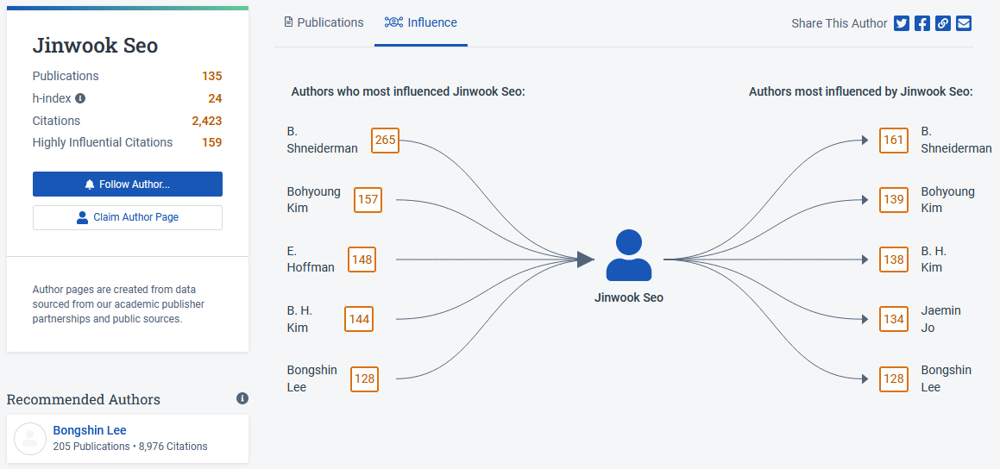 Jinwook Seo
Publications 135
h-index 24
Citations 2,423
Highly Influential Citations 159
Follow Author...
Claim Author Page
Author pages are created from data
sourced from our academic publisher
partnerships and public sources.
Recommended Authors
Bongshin Lee
205 Publications • 8,976 Citations
Publications Influence Share This Author
Authors who most influenced Jinwook Seo:
B.
Shneiderman
265
Bohyoung
Kim
157
E.
Hoffman
148
B. H.
Kim
144
Bongshin
Lee
128
Jinwook Seo
Authors most influenced by Jinwook Seo:
161
B.
Shneiderman
139
Bohyoung
Kim
138
B. H.
Kim
134
Jaemin
Jo
128
Bongshin
Lee